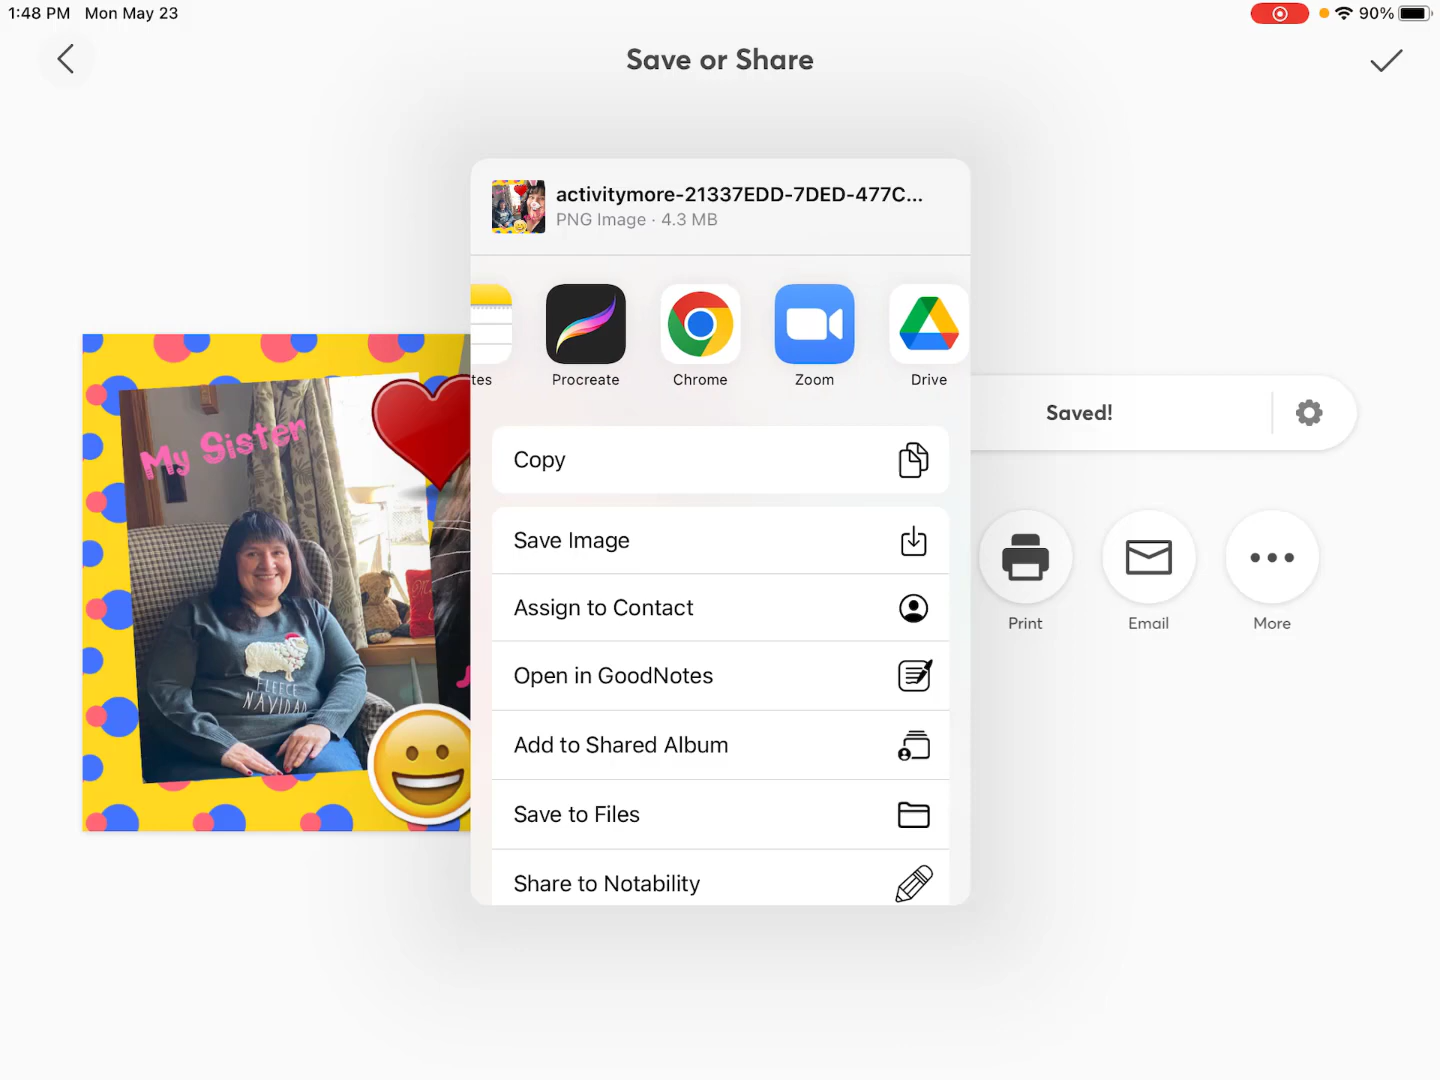 1:48 PM Mon May 23
90%
Save or Share
activitymore-21337EDD-7DED-477C...
PNG Image · 4.3 MB
tes
Procreate
Chrome
Zoom
Drive
Saved!
My Sister
Copy
Save Image
Assign to Contact
Open in GoodNotes
Add to Shared Album
Save to Files
Share to Notability
Print
Email
More
FLEECE
NAVIDAD